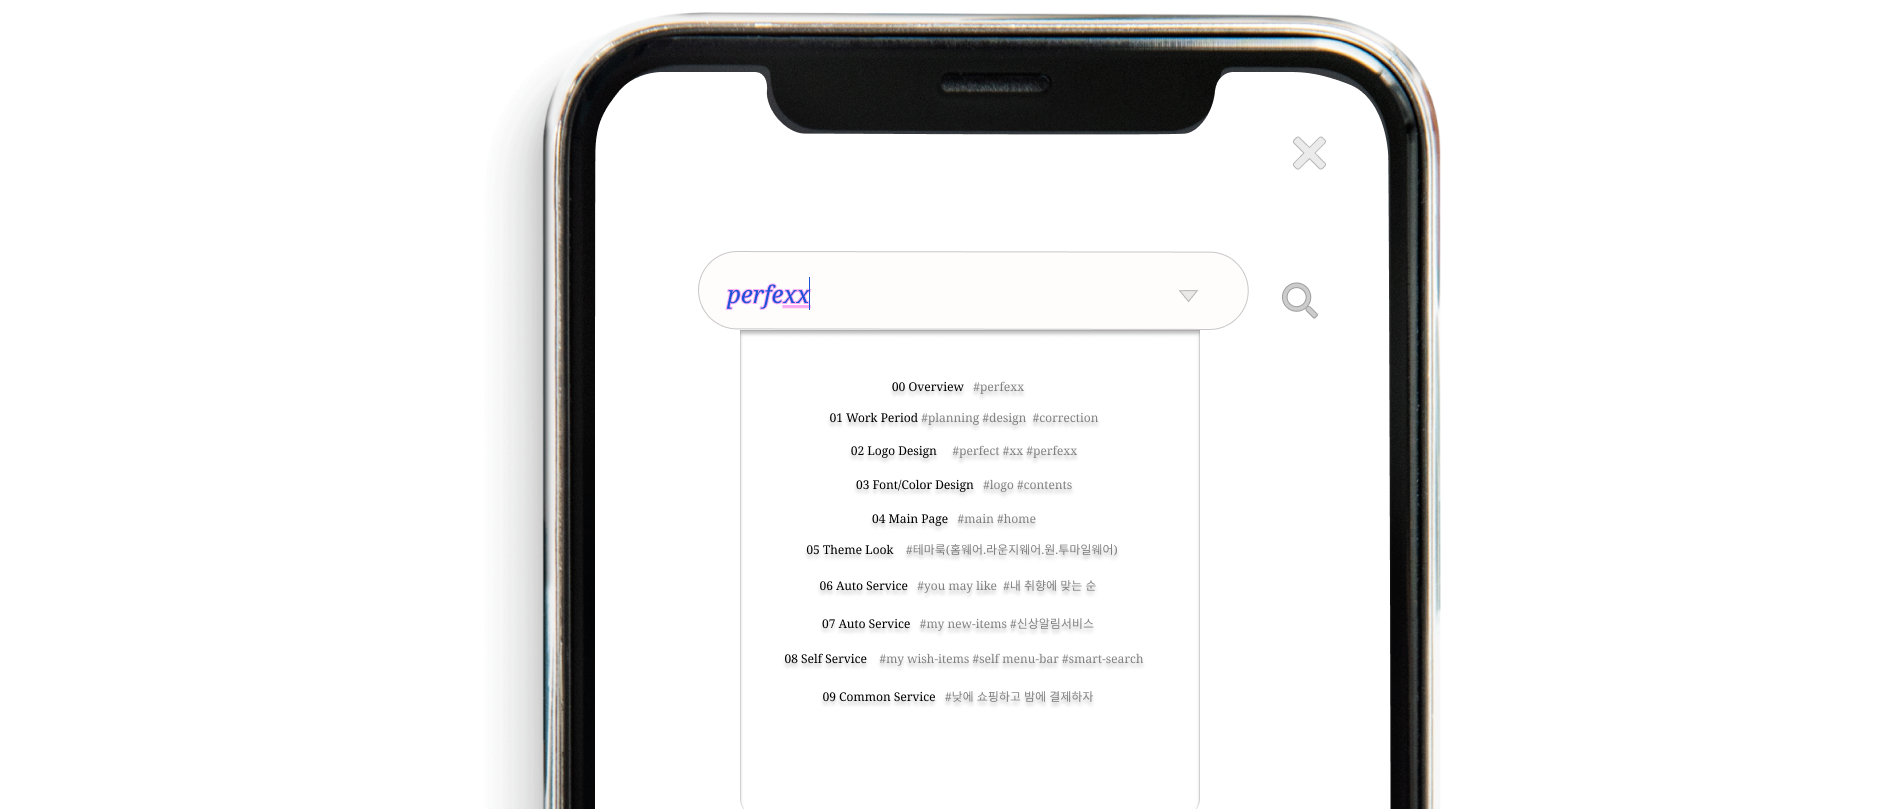 perfexx
00 Overview #perfexx
01 Work Period #planning #design #correction
02 Logo Design #perfect #xx #perfexx
03 Font/Color Design #logo #contents
04 Main Page #main #home
05 Theme Look #테마룩(홈웨어.라운지웨어.원.투마일웨어)
06 Auto Service #you may like #내 취향에 맞는 순
07 Auto Service #my new-items #신상알림서비스
08 Self Service #my wish-items #self menu-bar #smart-search
09 Common Service #낮에 쇼핑하고 밤에 결제하자